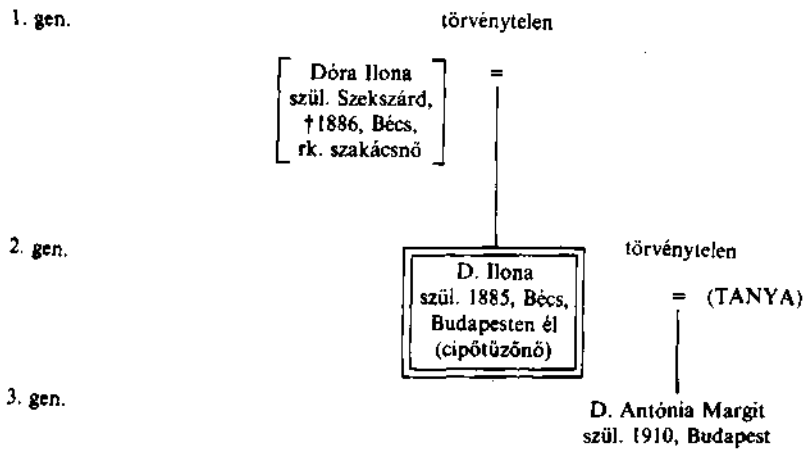 1. gen.
törvénytelen
Dóra Ilona
szül. Szekszárd,
†1886, Bécs,
rk. szakácsnő
=
2. gen.
törvénytelen
D. Ilona
szül. 1885, Bécs,
Budapesten él
(cipőtűzőnő)
= (TANYA)
3. gen.
D. Antónia Margit
szül. 1910, Budapest